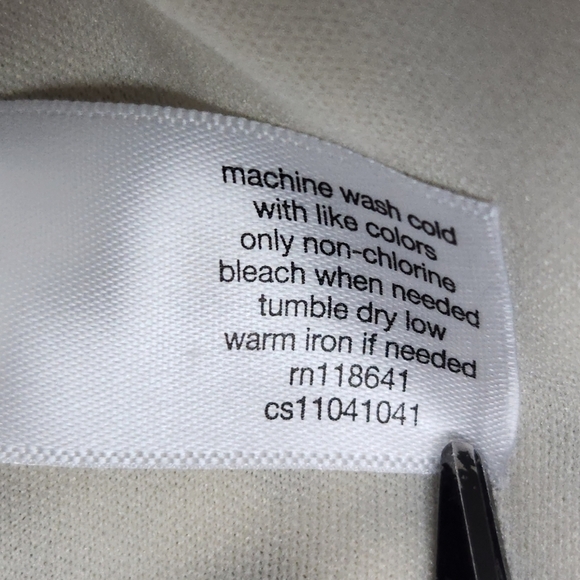 machine wash cold
with like colors
only non-chlorine
bleach when needed
tumble dry low
warm iron if needed
rn118641
cs11041041